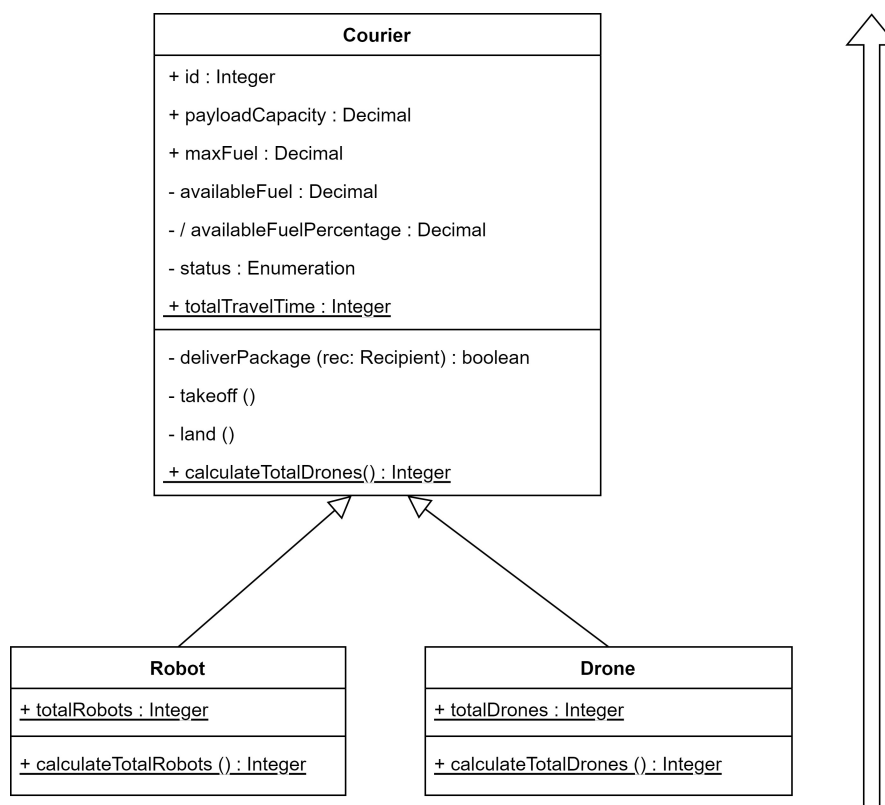 Courier
+ id : Integer
+ payloadCapacity : Decimal
+ maxFuel : Decimal
- availableFuel : Decimal
- / availableFuelPercentage : Decimal
- status : Enumeration
+ totalTravelTime : Integer
- deliverPackage (rec: Recipient) : boolean
- takeoff ()
- land ()
+ calculateTotalDrones() : Integer
Robot
+ totalRobots : Integer
+ calculateTotalRobots () : Integer
Drone
+ totalDrones : Integer
+ calculateTotalDrones () : Integer